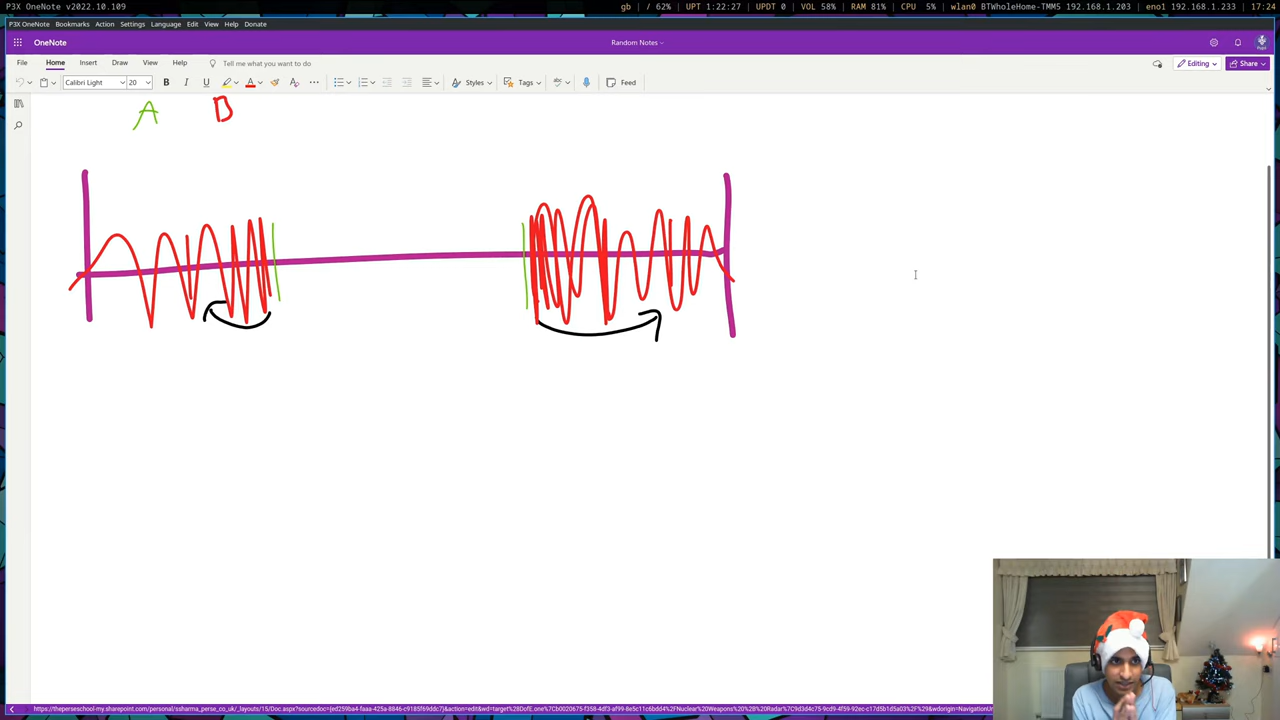 P3X OneNote v2022.10.109
gb | / 62% | UPT 1:22:27 | UPDT 0 | VOL 58% | RAM 81% | CPU 5% | wlan0 BTWholeHome-TMM5 192.168.1.203 | eno1 192.168.1.233 | 17:24
P3X OneNote Bookmarks Action Settings Language Edit View Help Donate
OneNote
Random Notes
File Home Insert Draw View Help Tell me what you want to do
Calibri Light 20 B I U A Styles Tags abc Feed
Editing Share
A B